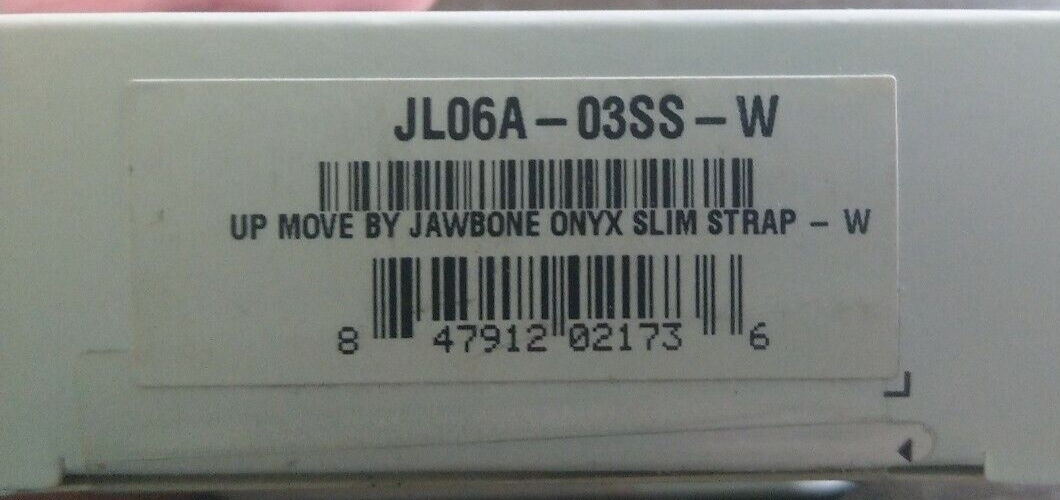 JL06A - 03SS - W
UP MOVE BY JAWBONE ONYX SLIM STRAP - W
8 47912 02173 6